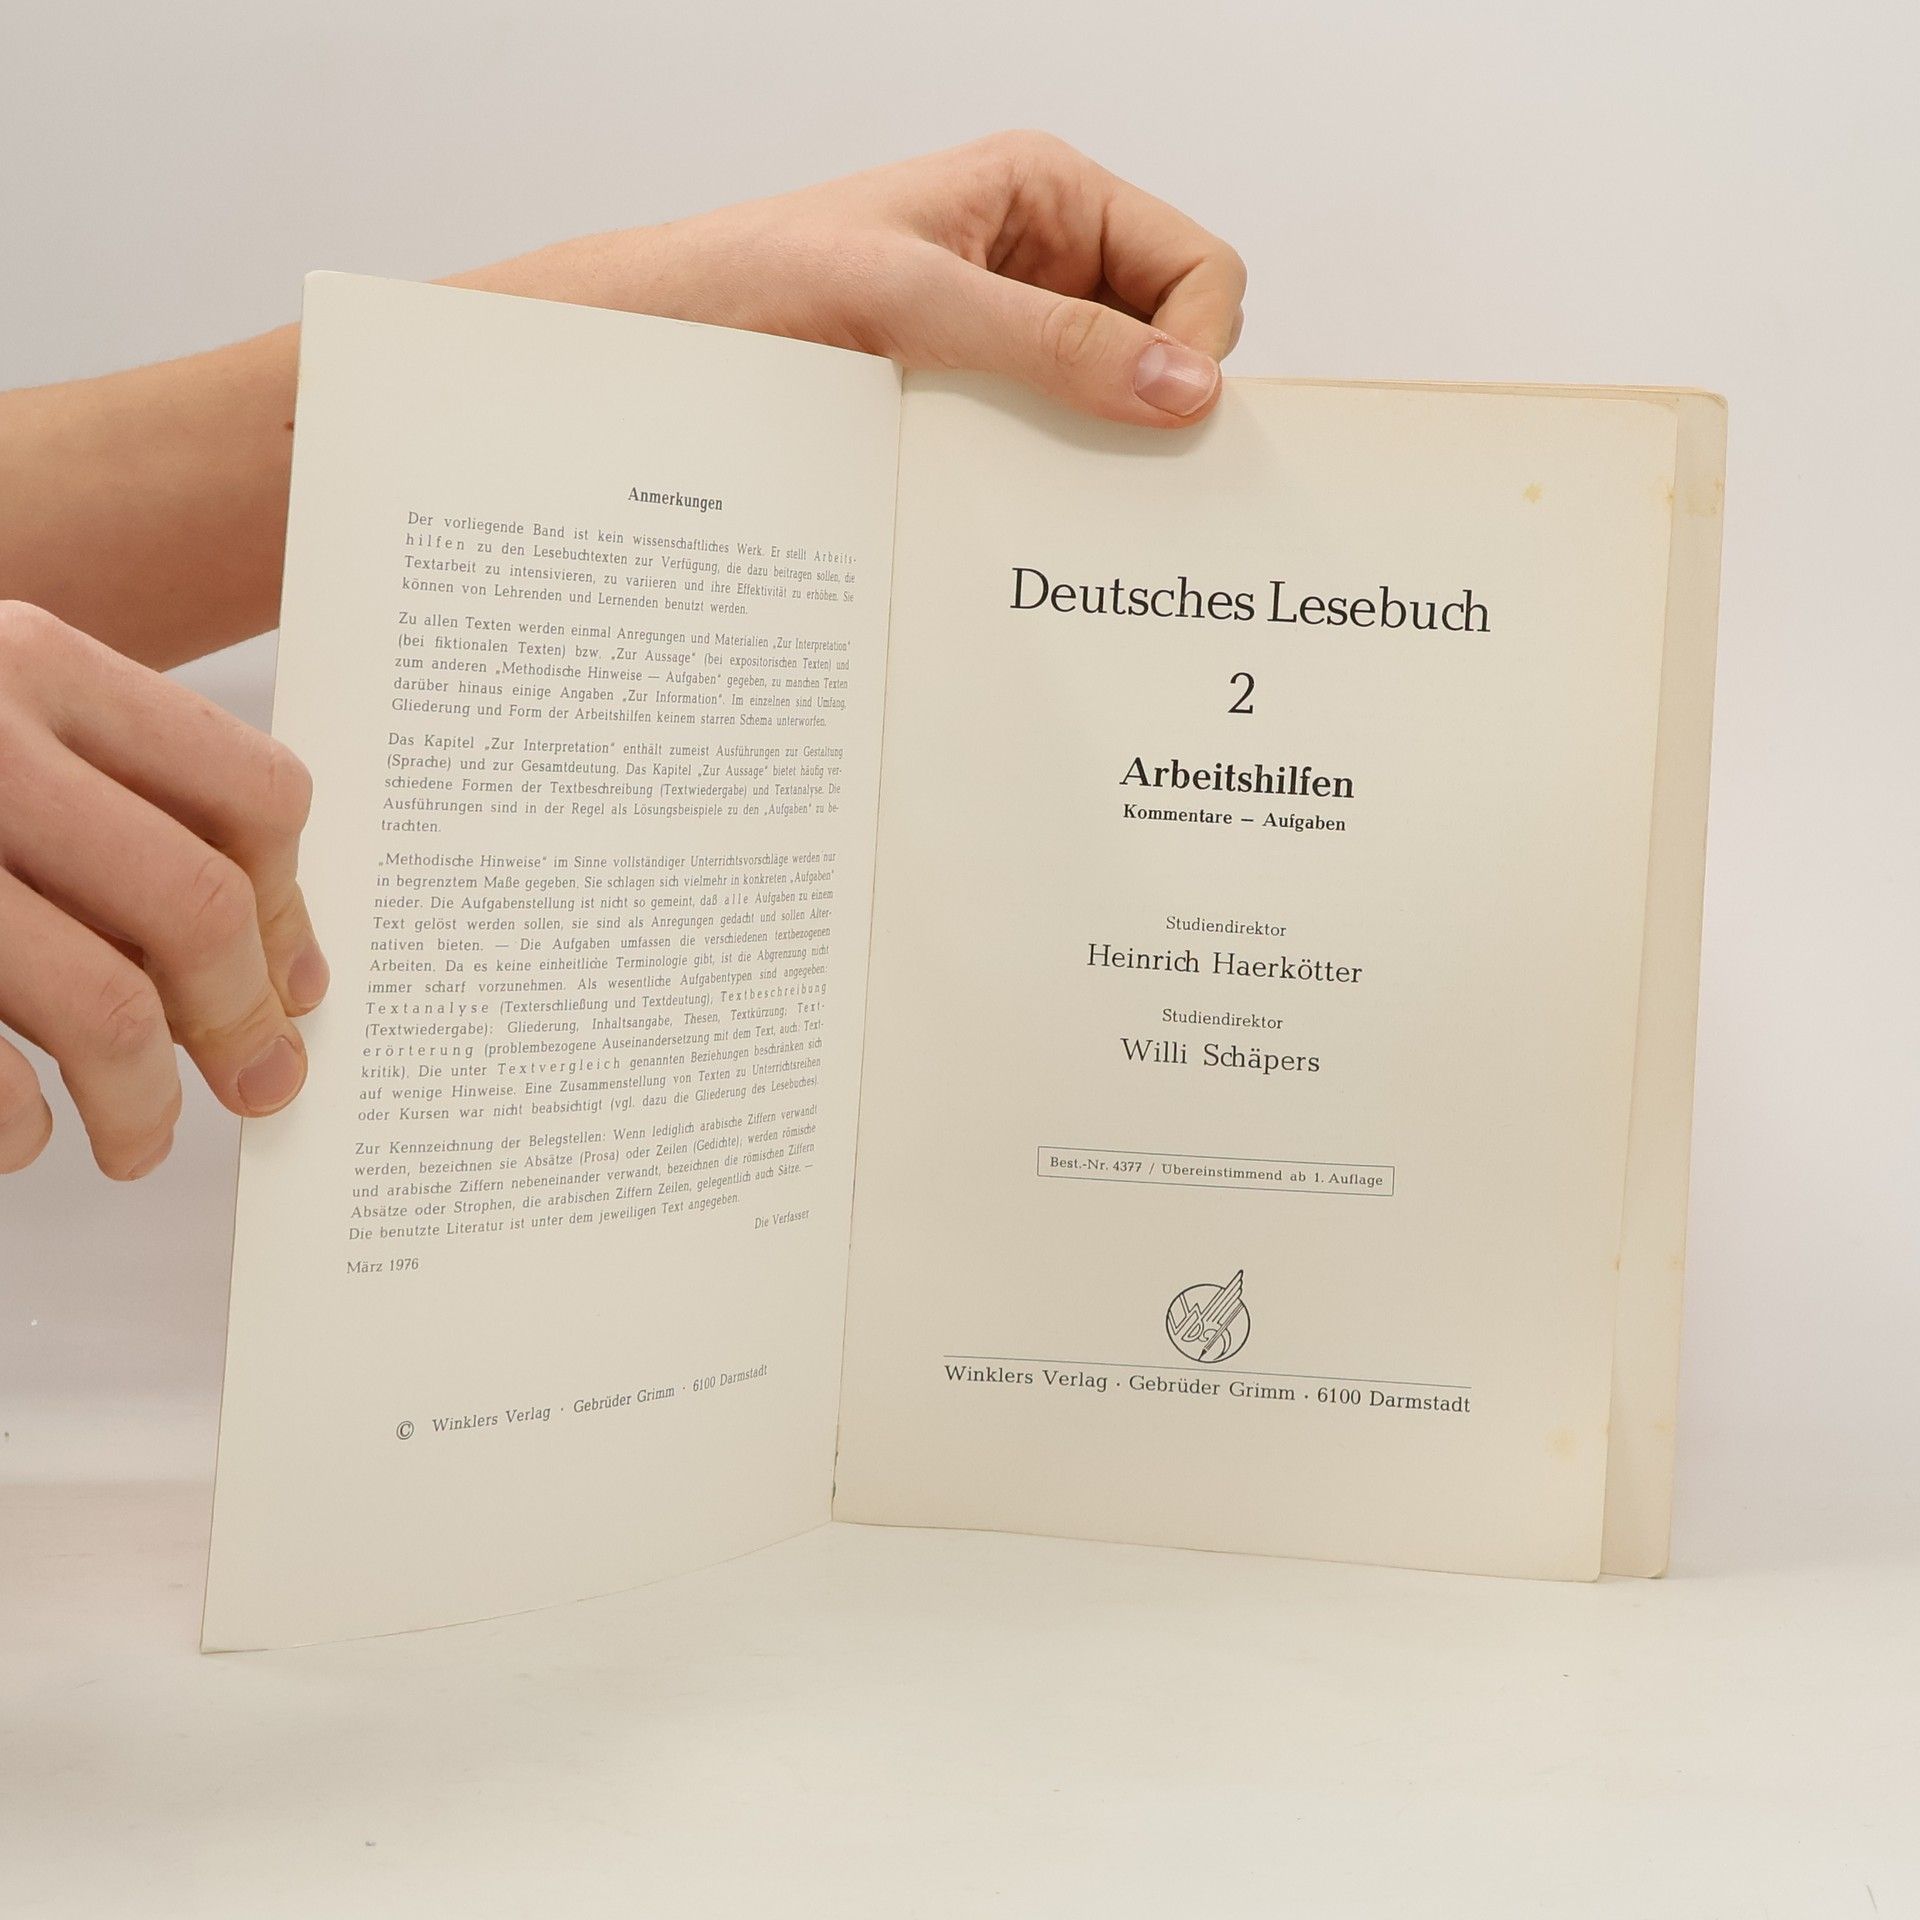 Anmerkungen
Der vorliegende Band ist kein wissenschaftliches Werk. Er stellt Arbeits-
hilfen zu den Lesebuchtexten zur Verfügung, die dazu beitragen sollen, die
Textarbeit zu intensivieren, zu variieren und ihre Effektivität zu erhöhen. Sie
können von Lehrenden und Lernenden benutzt werden.
Zu allen Texten werden einmal Anregungen und Materialien „Zur Interpretation"
(bei fiktionalen Texten) bzw. „Zur Aussage" (bei expositorischen Texten) und
zum anderen „Methodische Hinweise — Aufgaben" gegeben, zu manchen Texten
darüber hinaus einige Angaben „Zur Information". Im einzelnen sind Umfang,
Gliederung und Form der Arbeitshilfen keinem starren Schema unterworfen.
Das Kapitel „Zur Interpretation" enthält zumeist Ausführungen zur Gestaltung
(Sprache) und zur Gesamtdeutung. Das Kapitel „Zur Aussage" bietet häufig ver-
schiedene Formen der Textbeschreibung (Textwiedergabe) und Textanalyse. Die
Ausführungen sind in der Regel als Lösungsbeispiele zu den „Aufgaben" zu be-
trachten.
„Methodische Hinweise" im Sinne vollständiger Unterrichtsvorschläge werden nur
in begrenztem Maße gegeben. Sie schlagen sich vielmehr in konkreten „Aufgaben"
nieder. Die Aufgabenstellung ist nicht so gemeint, daß alle Aufgaben zu einem
Text gelöst werden sollen, sie sind als Anregungen gedacht und sollen Alter-
nativen bieten. — Die Aufgaben umfassen die verschiedenen textbezogenen
Arbeiten. Da es keine einheitliche Terminologie gibt, ist die Abgrenzung nicht
immer scharf vorzunehmen. Als wesentliche Aufgabentypen sind angegeben:
Textanalyse (Texterschließung und Textdeutung); Textbeschreibung
(Textwiedergabe): Gliederung, Inhaltsangabe, Thesen, Textkürzung; Text-
erörterung (problembezogene Auseinandersetzung mit dem Text, auch: Text-
kritik). Die unter Textvergleich genannten Beziehungen beschränken sich
auf wenige Hinweise. Eine Zusammenstellung von Texten zu Unterrichtsreihen
oder Kursen war nicht beabsichtigt (vgl. dazu die Gliederung des Lesebuches).
Zur Kennzeichnung der Belegstellen: Wenn lediglich arabische Ziffern verwandt
werden, bezeichnen sie Absätze (Prosa) oder Zeilen (Gedichte); werden römische
und arabische Ziffern nebeneinander verwandt, bezeichnen die römischen Ziffern
Absätze oder Strophen, die arabischen Ziffern Zeilen, gelegentlich auch Sätze. —
Die benutzte Literatur ist unter dem jeweiligen Text angegeben.
Die Verfasser
März 1976
© Winklers Verlag · Gebrüder Grimm · 6100 Darmstadt
Deutsches Lesebuch
2
Arbeitshilfen
Kommentare – Aufgaben
Studiendirektor
Heinrich Haerkötter
Studiendirektor
Willi Schäpers
Best.-Nr. 4377 / Übereinstimmend ab 1. Auflage
Winklers Verlag · Gebrüder Grimm · 6100 Darmstadt